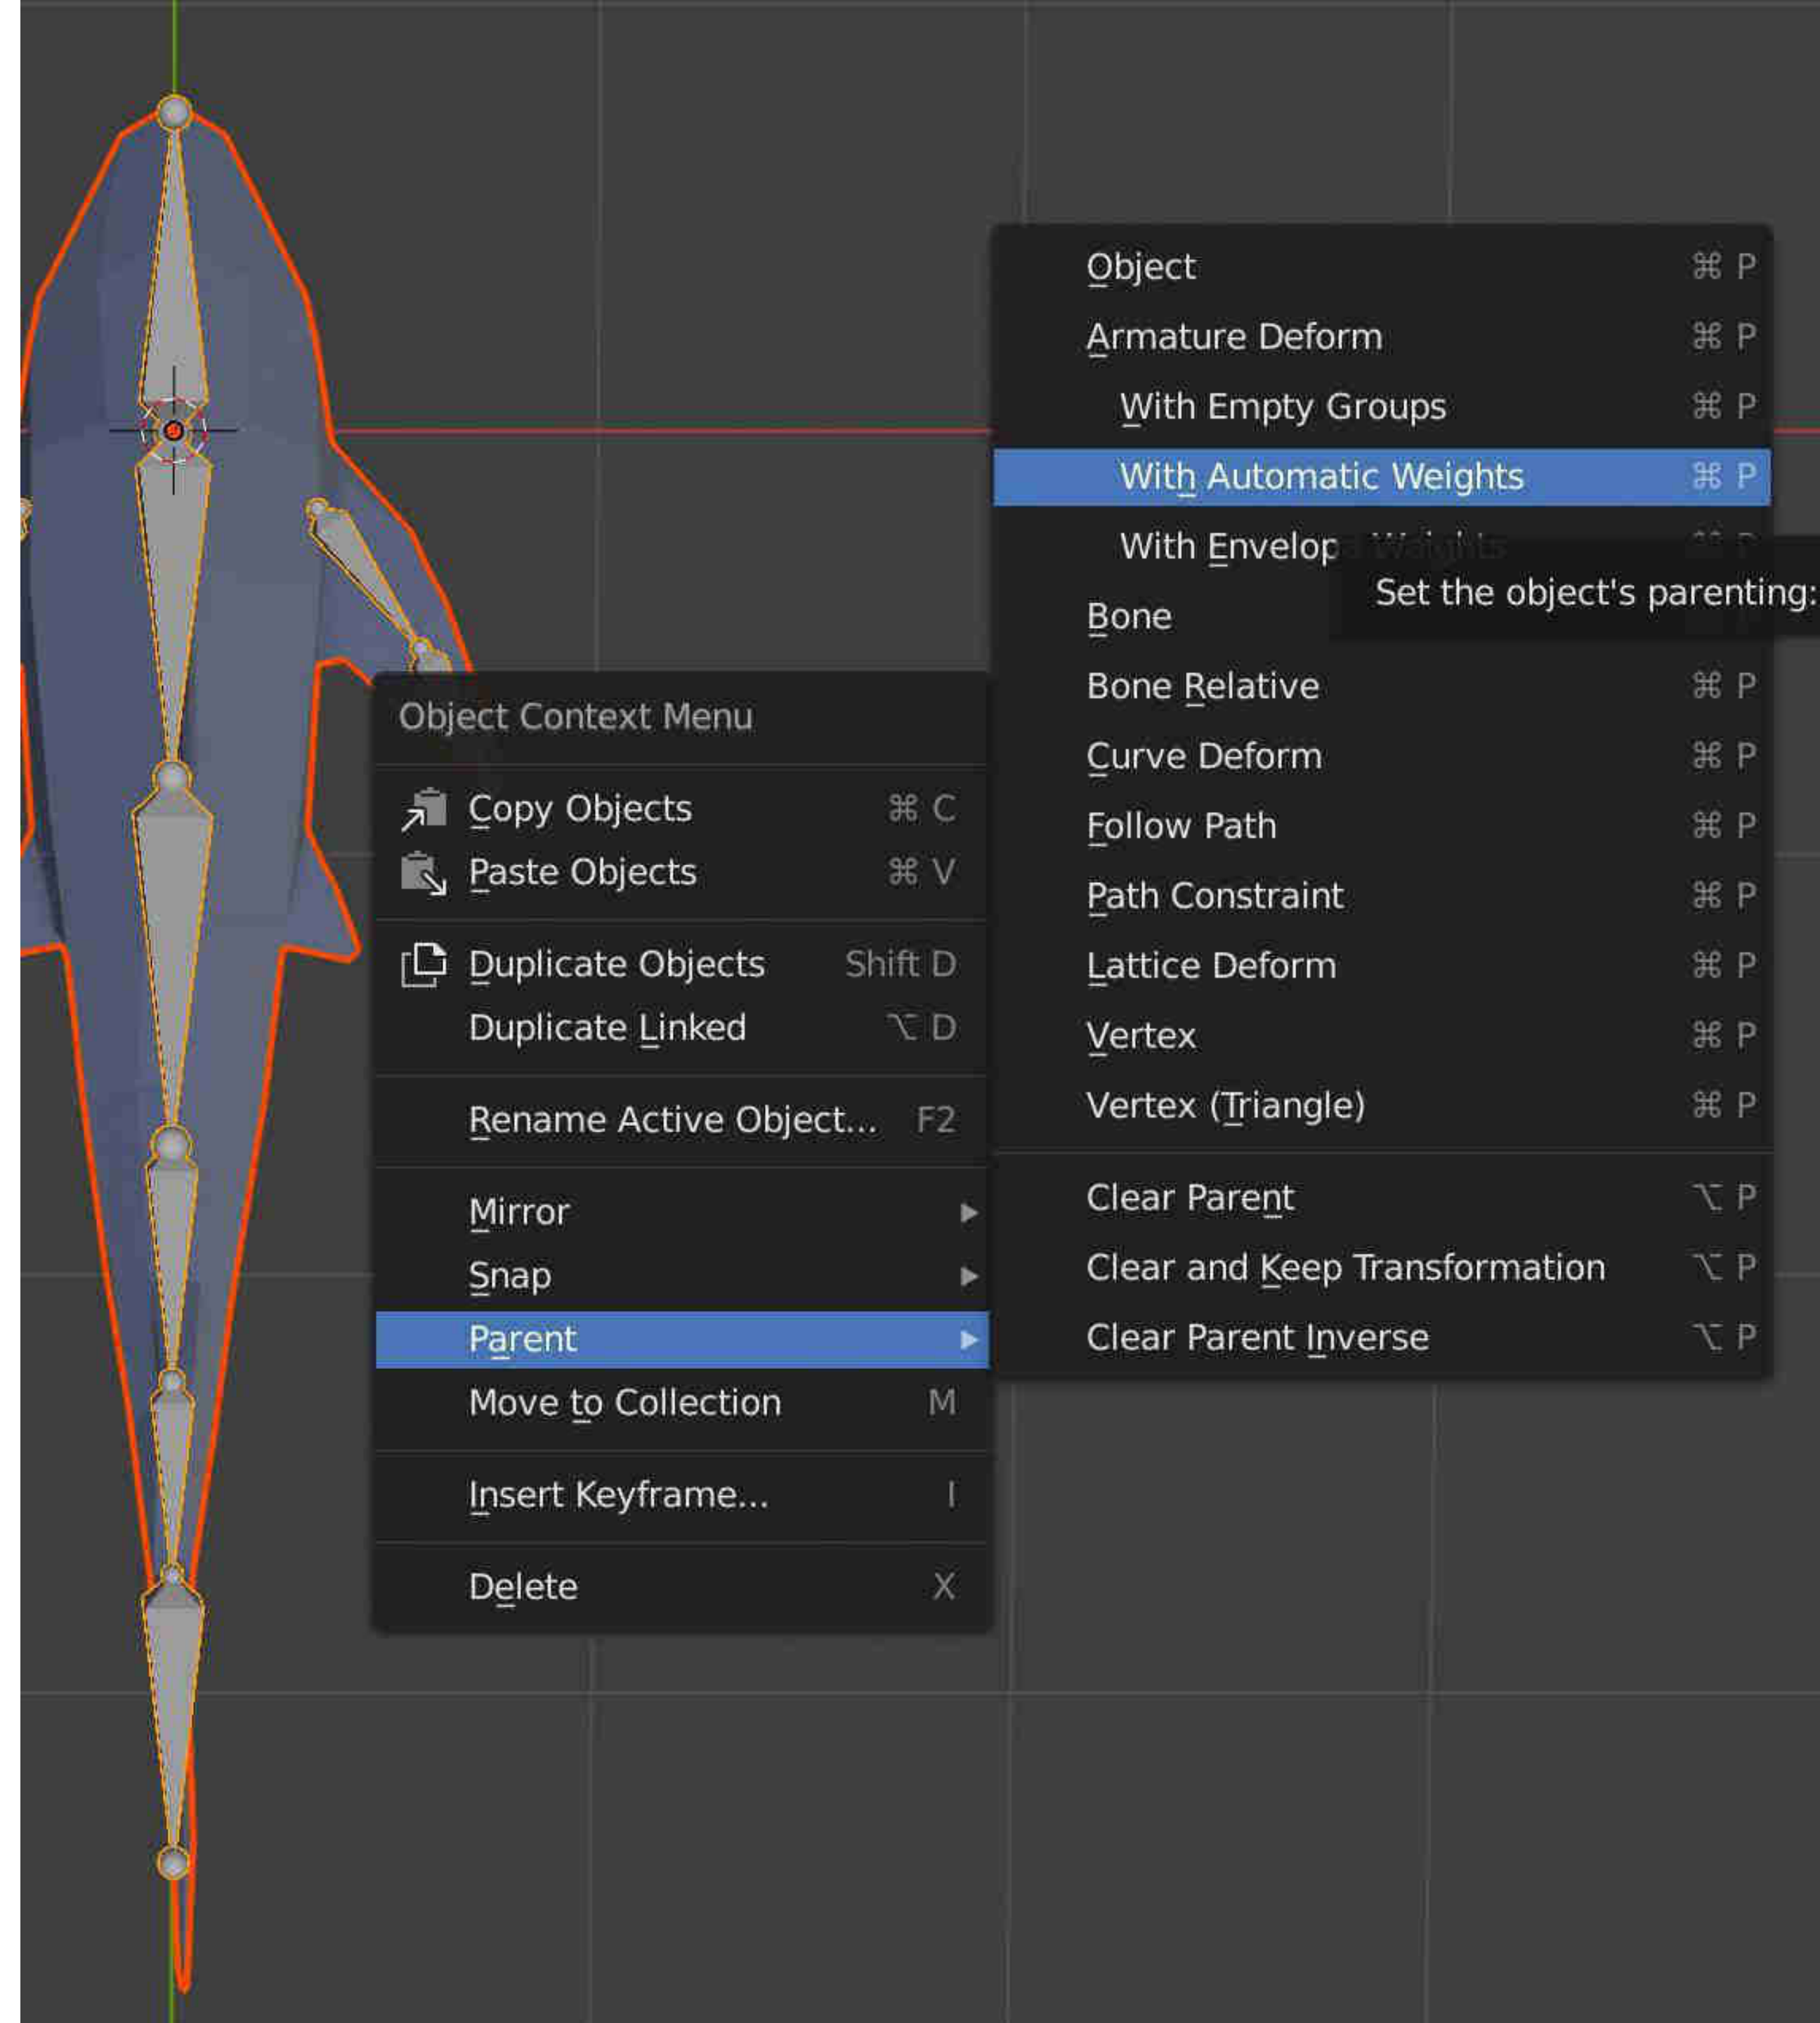 Object ⌘ P
Armature Deform ⌘ P
With Empty Groups ⌘ P
With Automatic Weights ⌘ P
With Envelope Weights ⌘ P
Set the object's parenting:
Bone
Bone Relative ⌘ P
Curve Deform ⌘ P
Follow Path ⌘ P
Path Constraint ⌘ P
Lattice Deform ⌘ P
Vertex ⌘ P
Vertex (Triangle) ⌘ P
Clear Parent ⌥ P
Clear and Keep Transformation ⌥ P
Clear Parent Inverse ⌥ P
Object Context Menu
Copy Objects ⌘ C
Paste Objects ⌘ V
Duplicate Objects Shift D
Duplicate Linked ⌥ D
Rename Active Object... F2
Mirror
Snap
Parent
Move to Collection M
Insert Keyframe... I
Delete X